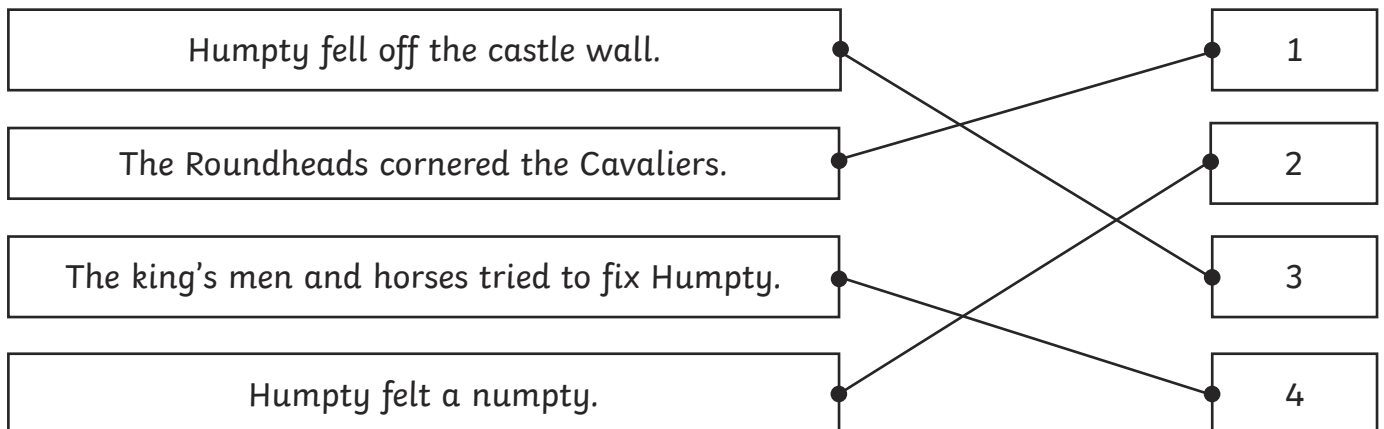 Humpty fell off the castle wall. 1
The Roundheads cornered the Cavaliers. 2
The king's men and horses tried to fix Humpty. 3
Humpty felt a numpty. 4